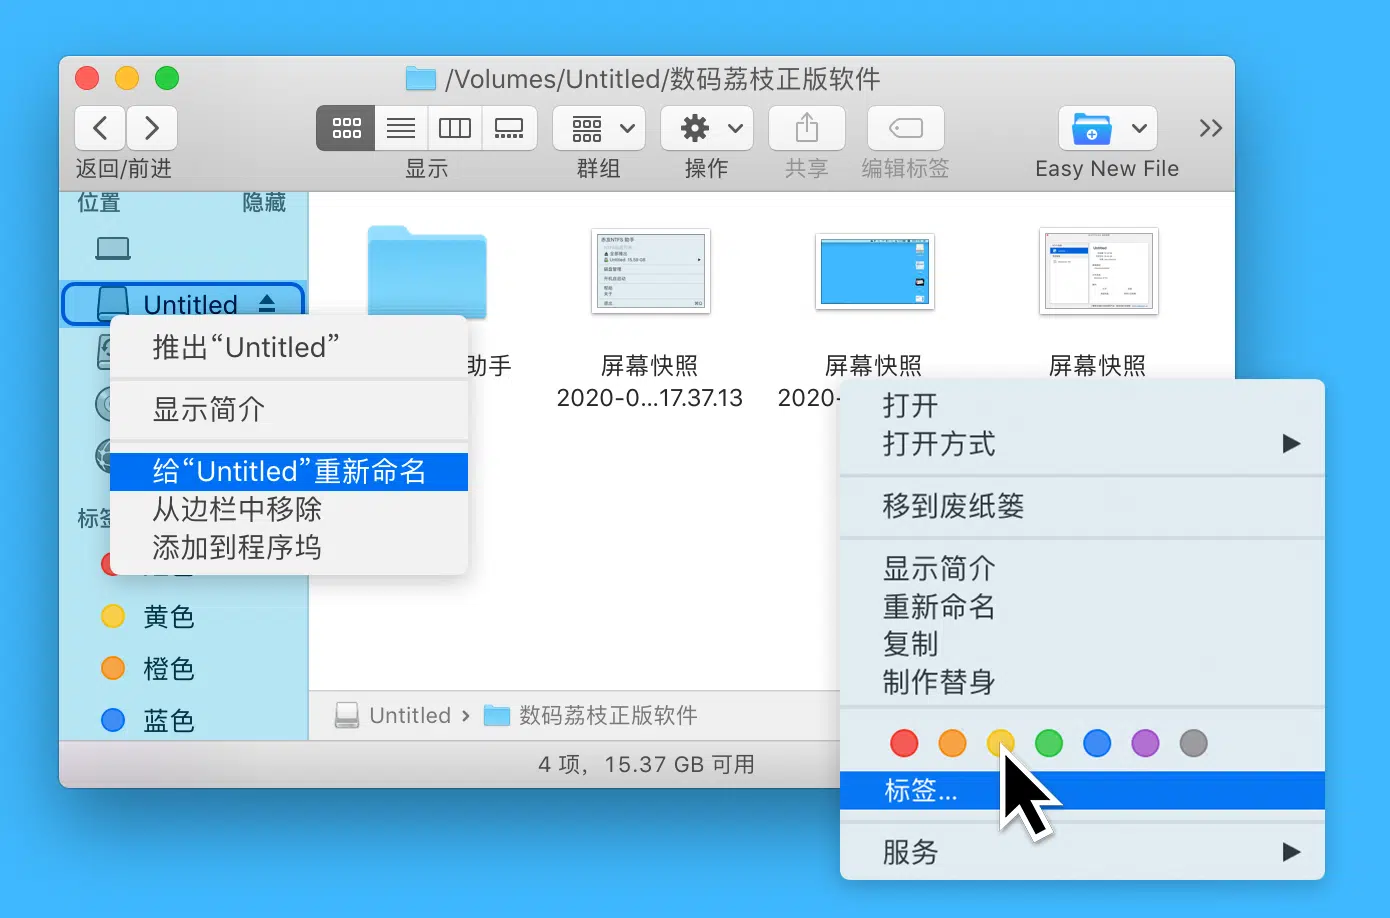 /Volumes/Untitled/数码荔枝正版软件
返回/前进
显示
群组
操作
共享
编辑标签
Easy New File
位置
隐藏
Untitled
推出“Untitled”
显示简介
给“Untitled”重新命名
从边栏中移除
添加到程序坞
黄色
橙色
蓝色
助手
屏幕快照
2020-0...17.37.13
屏幕快照
2020-
屏幕快照
打开
打开方式
移到废纸篓
显示简介
重新命名
复制
制作替身
标签...
服务
Untitled › 数码荔枝正版软件
4 项，15.37 GB 可用